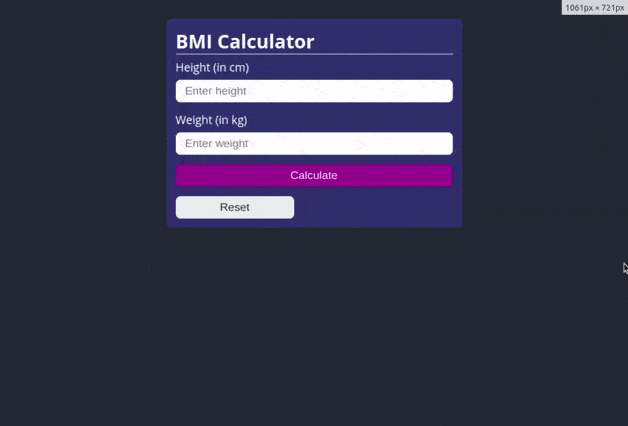 1061px × 721px
BMI Calculator
Height (in cm)
Enter height
Weight (in kg)
Enter weight
Calculate
Reset